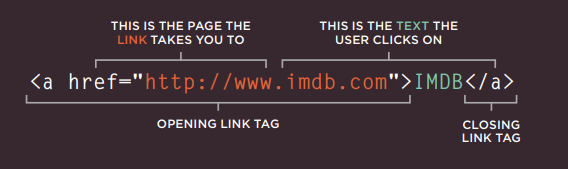 THIS IS THE PAGE THE
LINK TAKES YOU TO
THIS IS THE TEXT THE
USER CLICKS ON
<a href="http://www.imdb.com">IMDB</a>
OPENING LINK TAG
CLOSING
LINK TAG